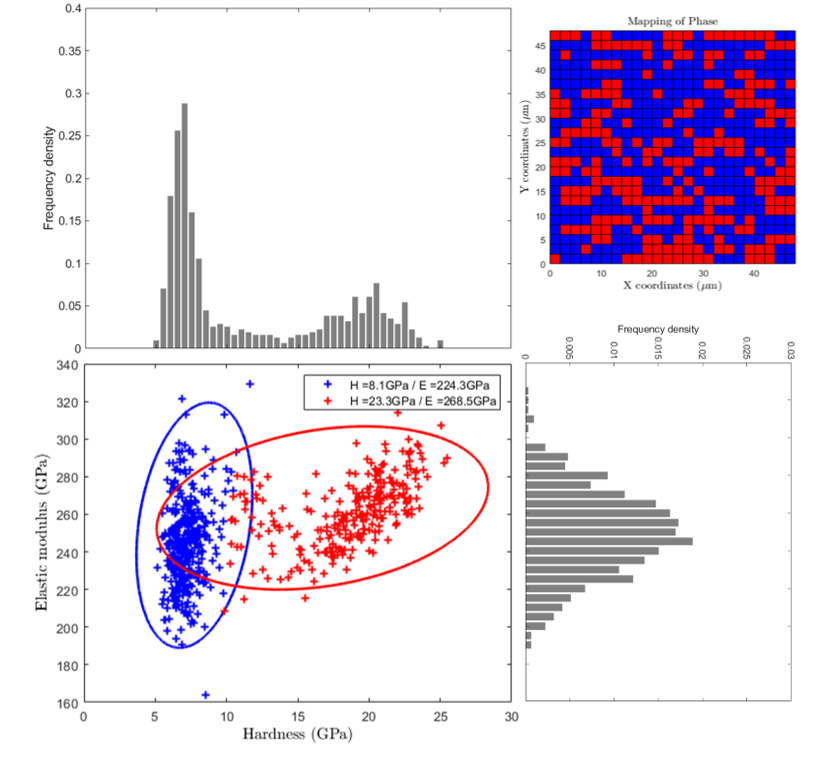 0.4
0.35
0.3
0.25
0.2
0.15
0.1
0.05
0
Frequency density
Mapping of Phase
45
40
35
30
25
20
15
10
5
0
Y coordinates (μm)
0 10 20 30 40
X coordinates (μm)
340
320
300
280
260
240
220
200
180
160
Elastic modulus (GPa)
H =8.1GPa / E =224.3GPa
H =23.3GPa / E =268.5GPa
0 5 10 15 20 25 30
Hardness (GPa)
Frequency density
0 0.005 0.01 0.015 0.02 0.025 0.03